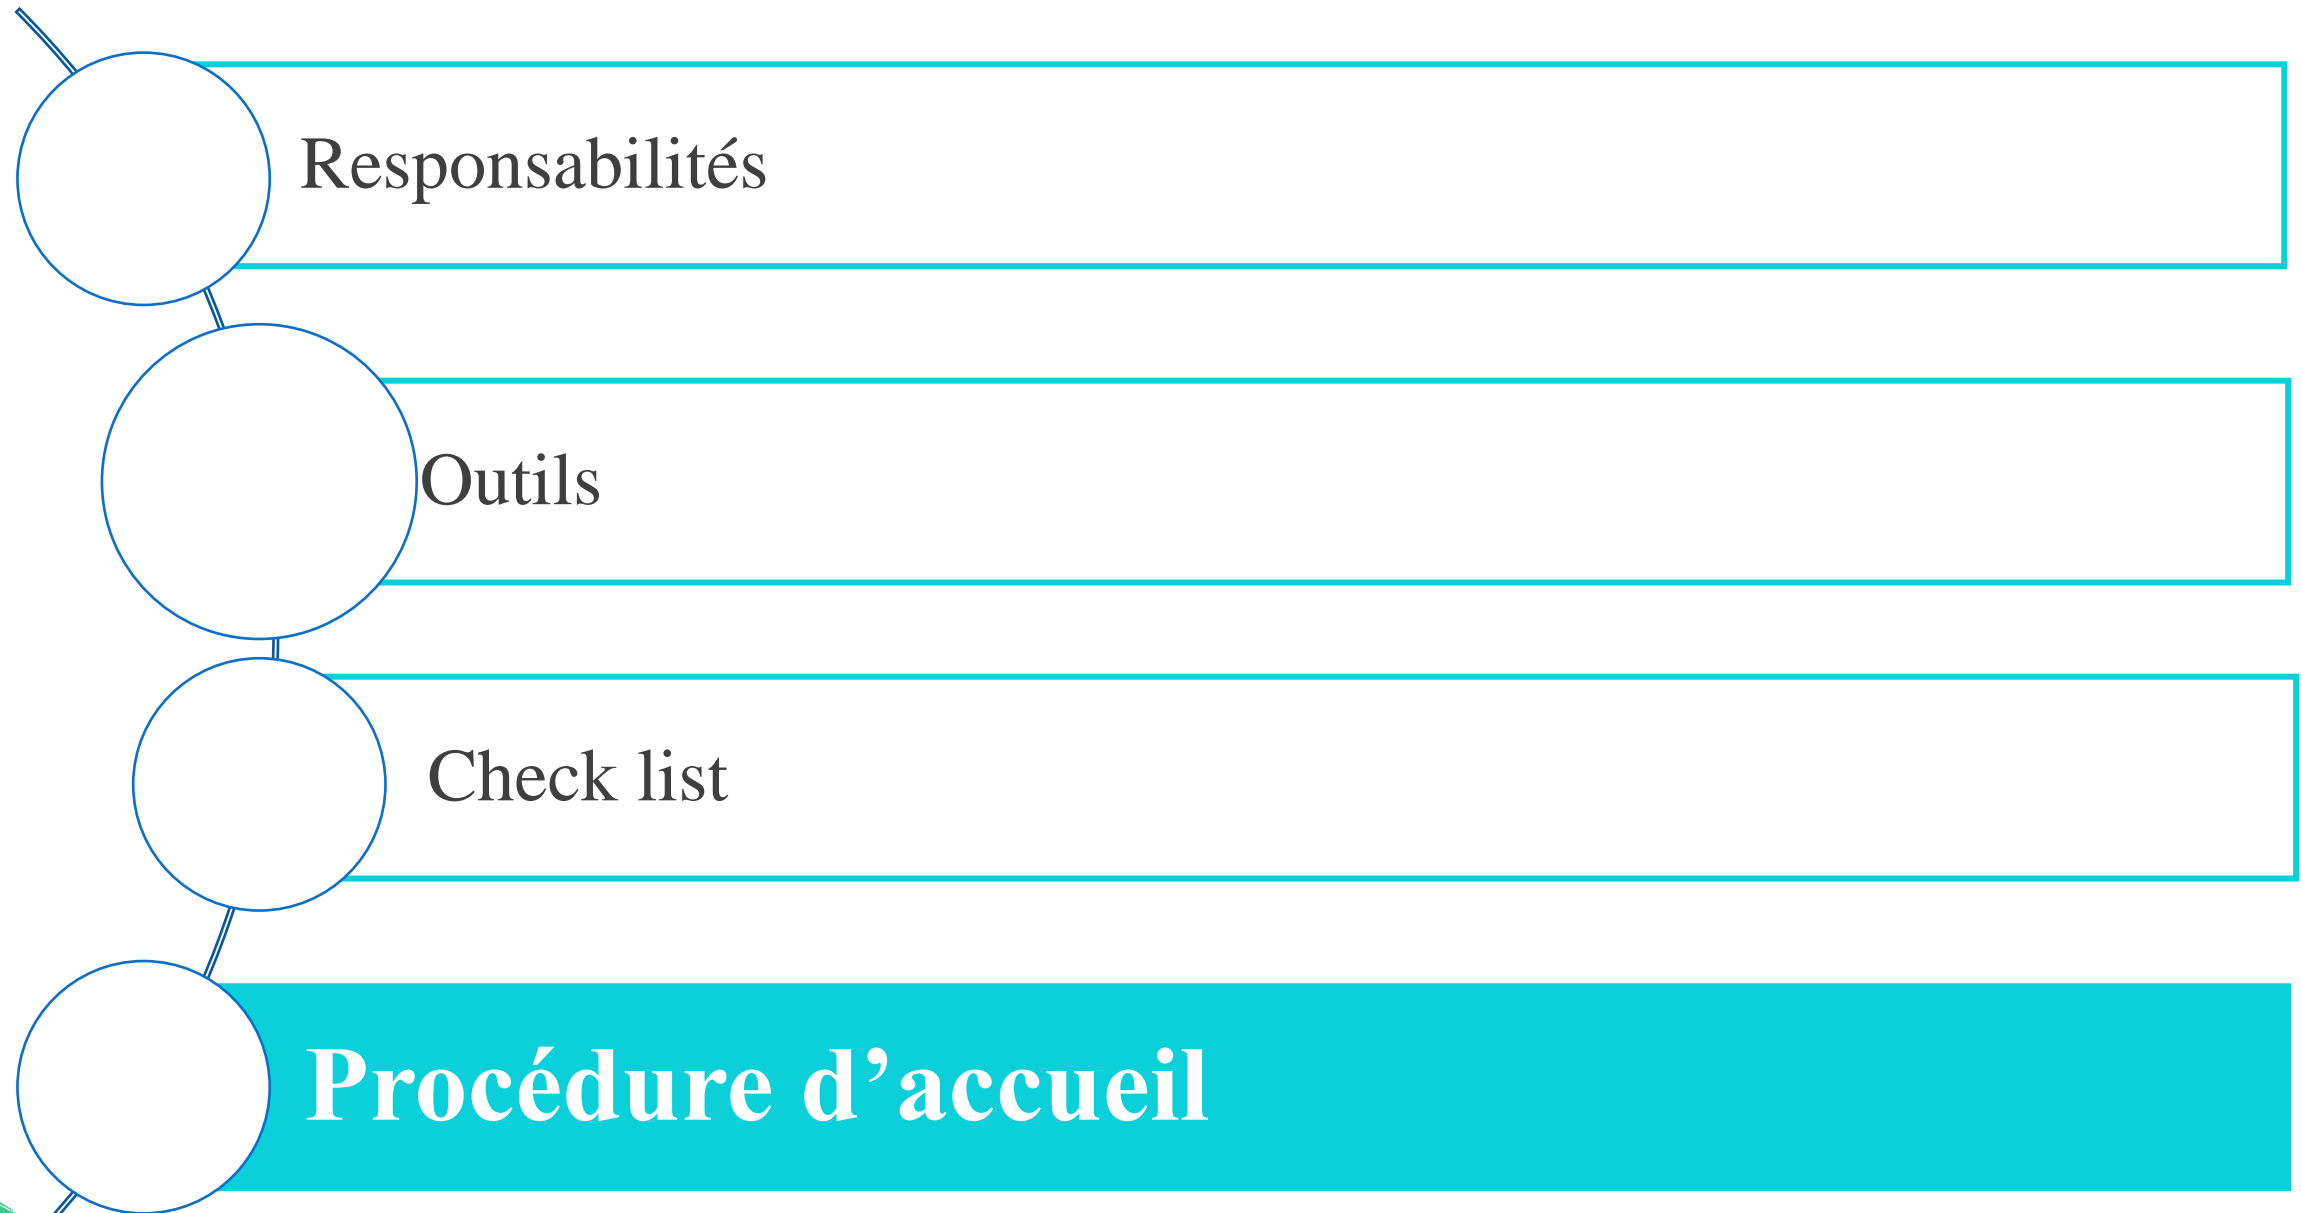 Responsabilités
Outils
Check list
Procédure d’accueil